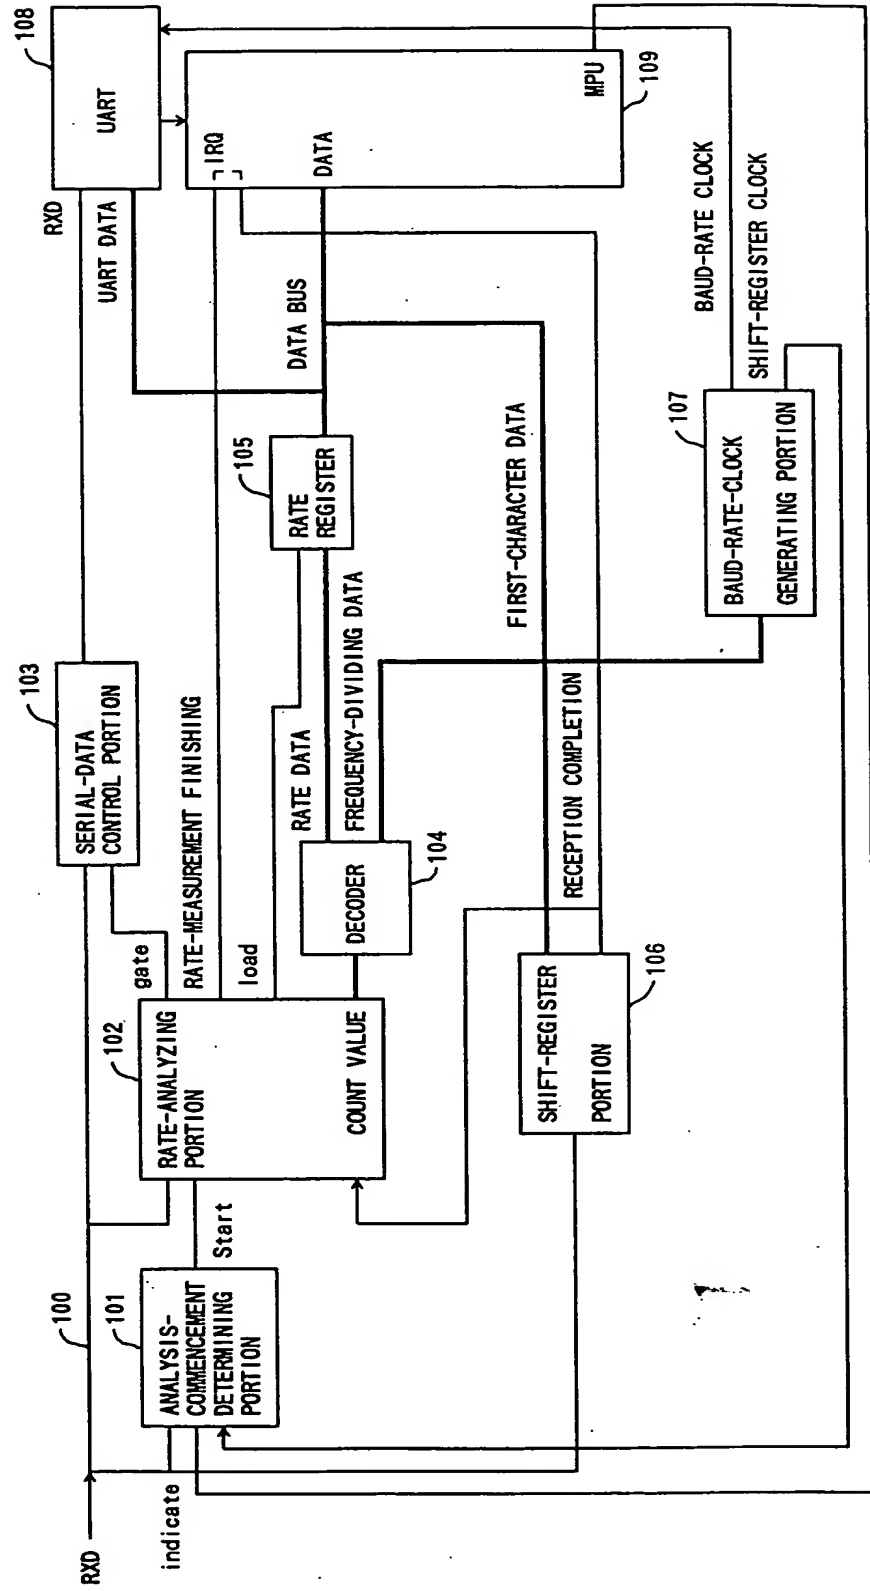 RXD
indicate
100
101
ANALYSIS-
COMMENCEMENT
DETERMINING
PORTION
Start
102
RATE-ANALYZING
PORTION
COUNT VALUE
gate
RATE-MEASUREMENT FINISHING
load
103
SERIAL-DATA
CONTROL PORTION
RATE DATA
FREQUENCY-DIVIDING DATA
DECODER
104
105
RATE
REGISTER
DATA BUS
SHIFT-REGISTER
PORTION
106
FIRST-CHARACTER DATA
RECEPTION COMPLETION
107
BAUD-RATE-CLOCK
GENERATING PORTION
BAUD-RATE CLOCK
SHIFT-REGISTER CLOCK
RXD
UART DATA
108
UART
IRQ
DATA
MPU
109